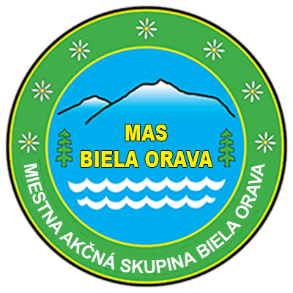 MAS
BIELA ORAVA
MIESTNA AKČNÁ SKUPINA BIELA ORAVA